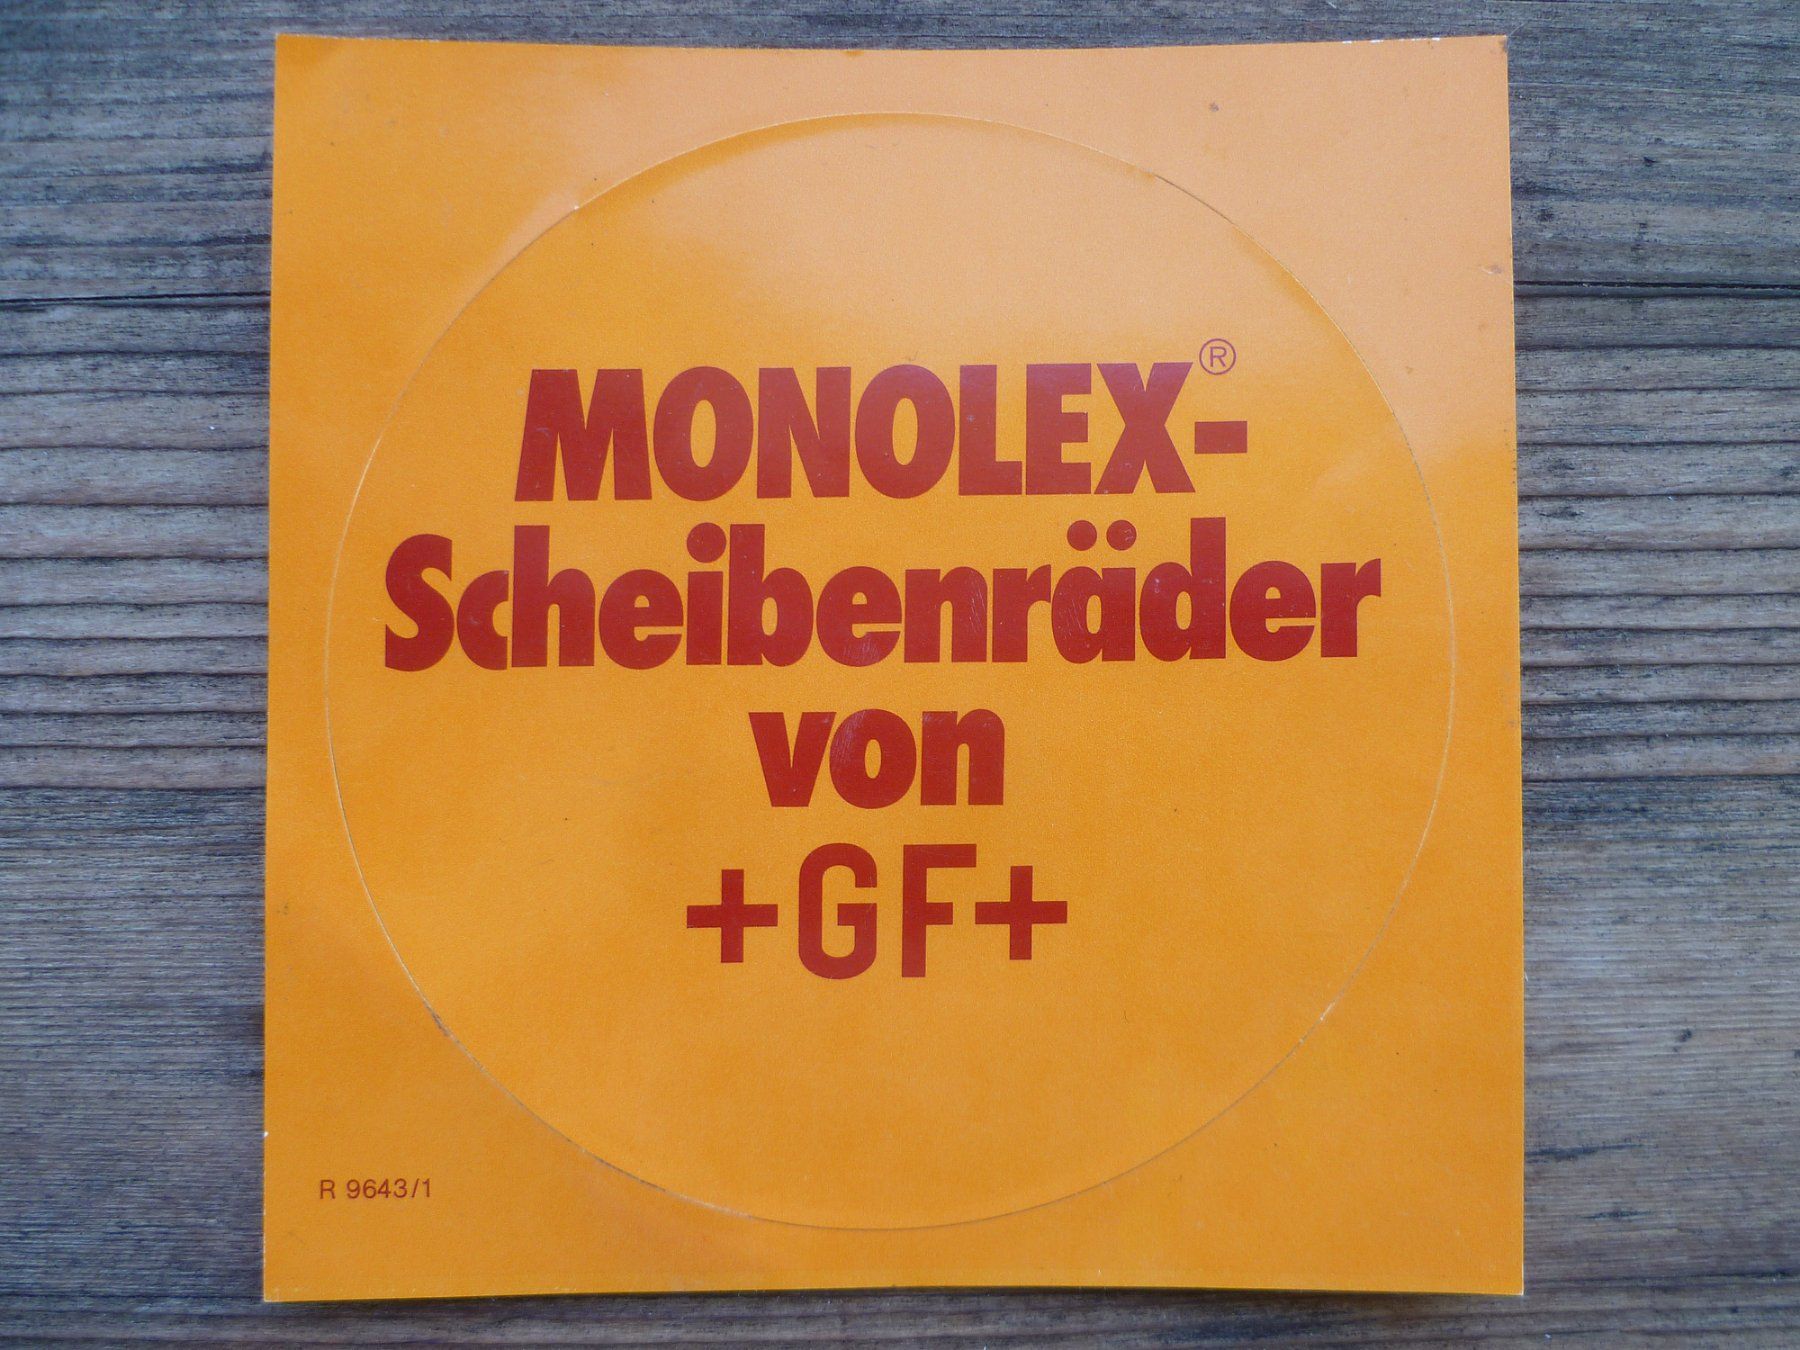 MONOLEX®-
Scheibenräder
von
+GF+
R 9643/1